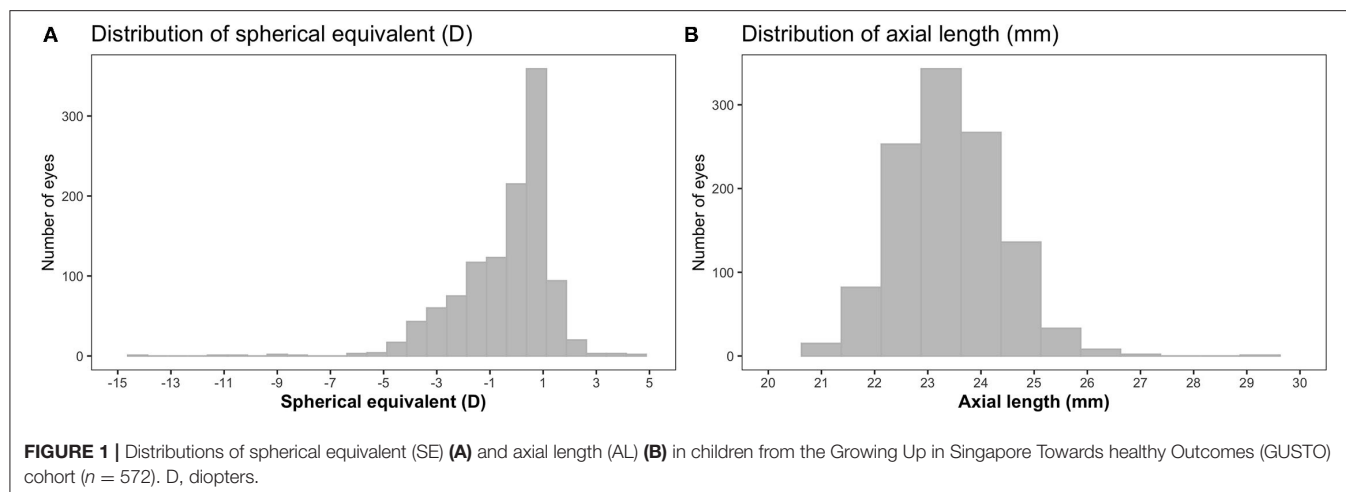 A Distribution of spherical equivalent (D)
300
200
100
0
Number of eyes
-15 -13 -11 -9 -7 -5 -3 -1 1 3 5
Spherical equivalent (D)
B Distribution of axial length (mm)
300
200
100
0
Number of eyes
20 21 22 23 24 25 26 27 28 29 30
Axial length (mm)
FIGURE 1 | Distributions of spherical equivalent (SE) (A) and axial length (AL) (B) in children from the Growing Up in Singapore Towards healthy Outcomes (GUSTO)
cohort (n = 572). D, diopters.